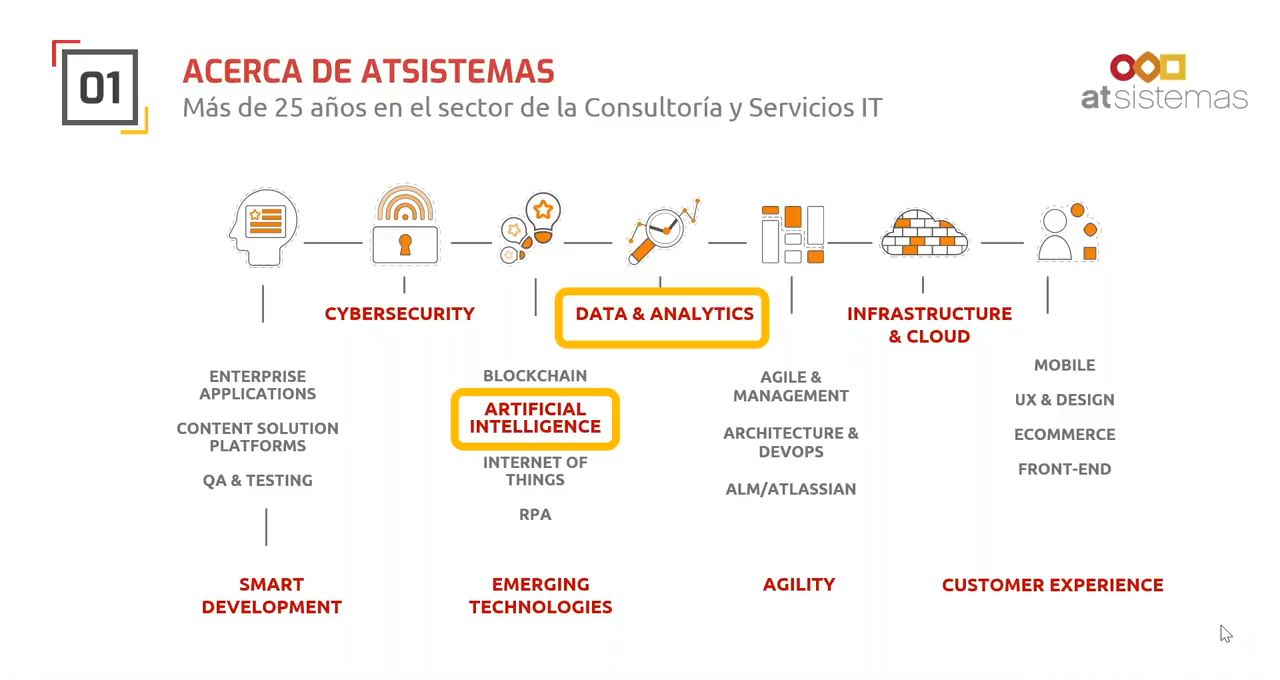 01
ACERCA DE ATSISTEMAS
Más de 25 años en el sector de la Consultoría y Servicios IT
atsistemas
CYBERSECURITY
DATA & ANALYTICS
INFRASTRUCTURE
& CLOUD
ENTERPRISE
APPLICATIONS
CONTENT SOLUTION
PLATFORMS
QA & TESTING
BLOCKCHAIN
ARTIFICIAL
INTELLIGENCE
INTERNET OF
THINGS
RPA
AGILE &
MANAGEMENT
ARCHITECTURE &
DEVOPS
ALM/ATLASSIAN
MOBILE
UX & DESIGN
ECOMMERCE
FRONT-END
SMART
DEVELOPMENT
EMERGING
TECHNOLOGIES
AGILITY
CUSTOMER EXPERIENCE